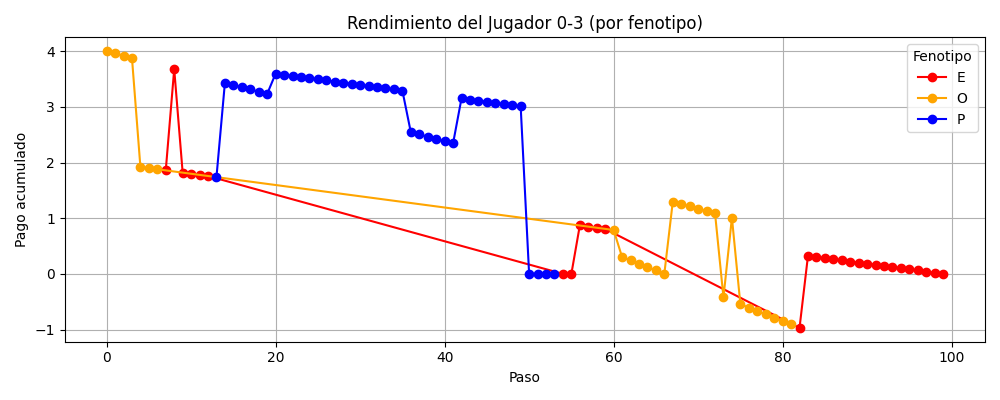 Rendimiento del Jugador 0-3 (por fenotipo)
Pago acumulado
4
3
2
1
0
−1
Fenotipo
E
O
P
0
20
40
60
80
100
Paso